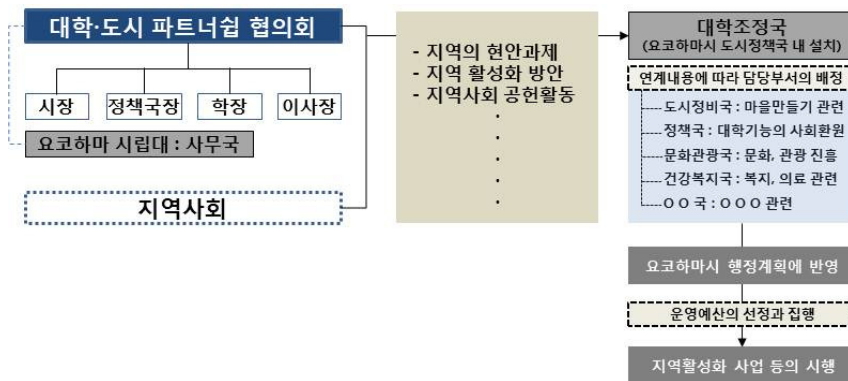 대학·도시 파트너쉽 협의회
시장
정책국장
학장
이사장
요코하마 시립대 : 사무국
지역사회
- 지역의 현안과제
- 지역 활성화 방안
- 지역사회 공헌활동
·
·
·
·
·
대학조정국
(요코하마시 도시정책국 내 설치)
연계내용에 따라 담당부서의 배정
도시정비국 : 마을만들기 관련
정책국 : 대학기능의 사회환원
문화관광국 : 문화, 관광 진흥
건강복지국 : 복지, 의료 관련
O O 국 : O O O 관련
요코하마시 행정계획에 반영
운영예산의 선정과 집행
지역활성화 사업 등의 시행